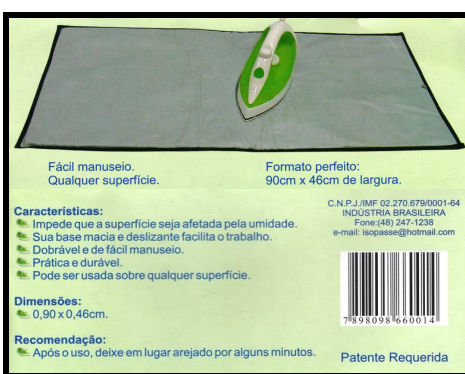 Fácil manuseio.
Qualquer superfície.
Formato perfeito:
90cm x 46cm de largura.
Características:
Impede que a superfície seja afetada pela umidade.
Sua base macia e deslizante facilita o trabalho.
Dobrável e de fácil manuseio.
Prática e durável.
Pode ser usada sobre qualquer superfície.
Dimensões:
0,90 x 0,46cm.
Recomendação:
Após o uso, deixe em lugar arejado por alguns minutos.
C.N.P.J./IMF 02.270.679/0001-64
INDÚSTRIA BRASILEIRA
Fone:(48) 247-1238
e-mail: isopasse@hotmail.com
7 898098 660014
Patente Requerida